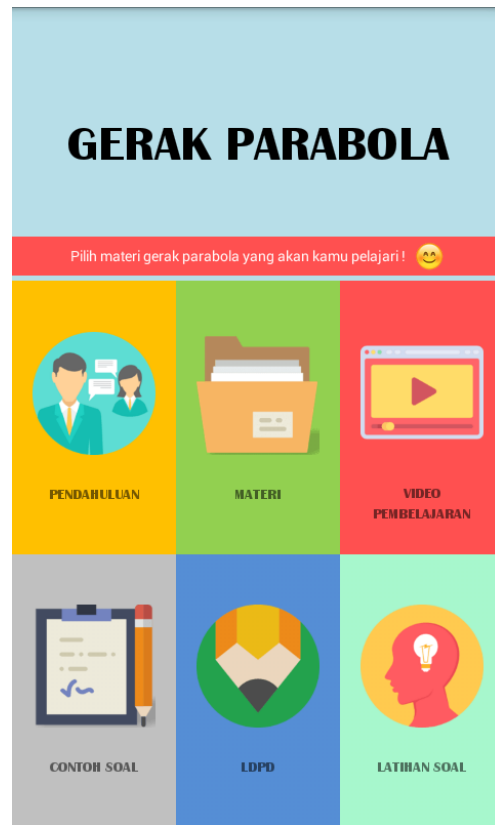 GERAK PARABOLA
Pilih materi gerak parabola yang akan kamu pelajari !
PENDAHULUAN
MATERI
VIDEO
PEMBELAJARAN
CONTOH SOAL
LDPD
LATIHAN SOAL